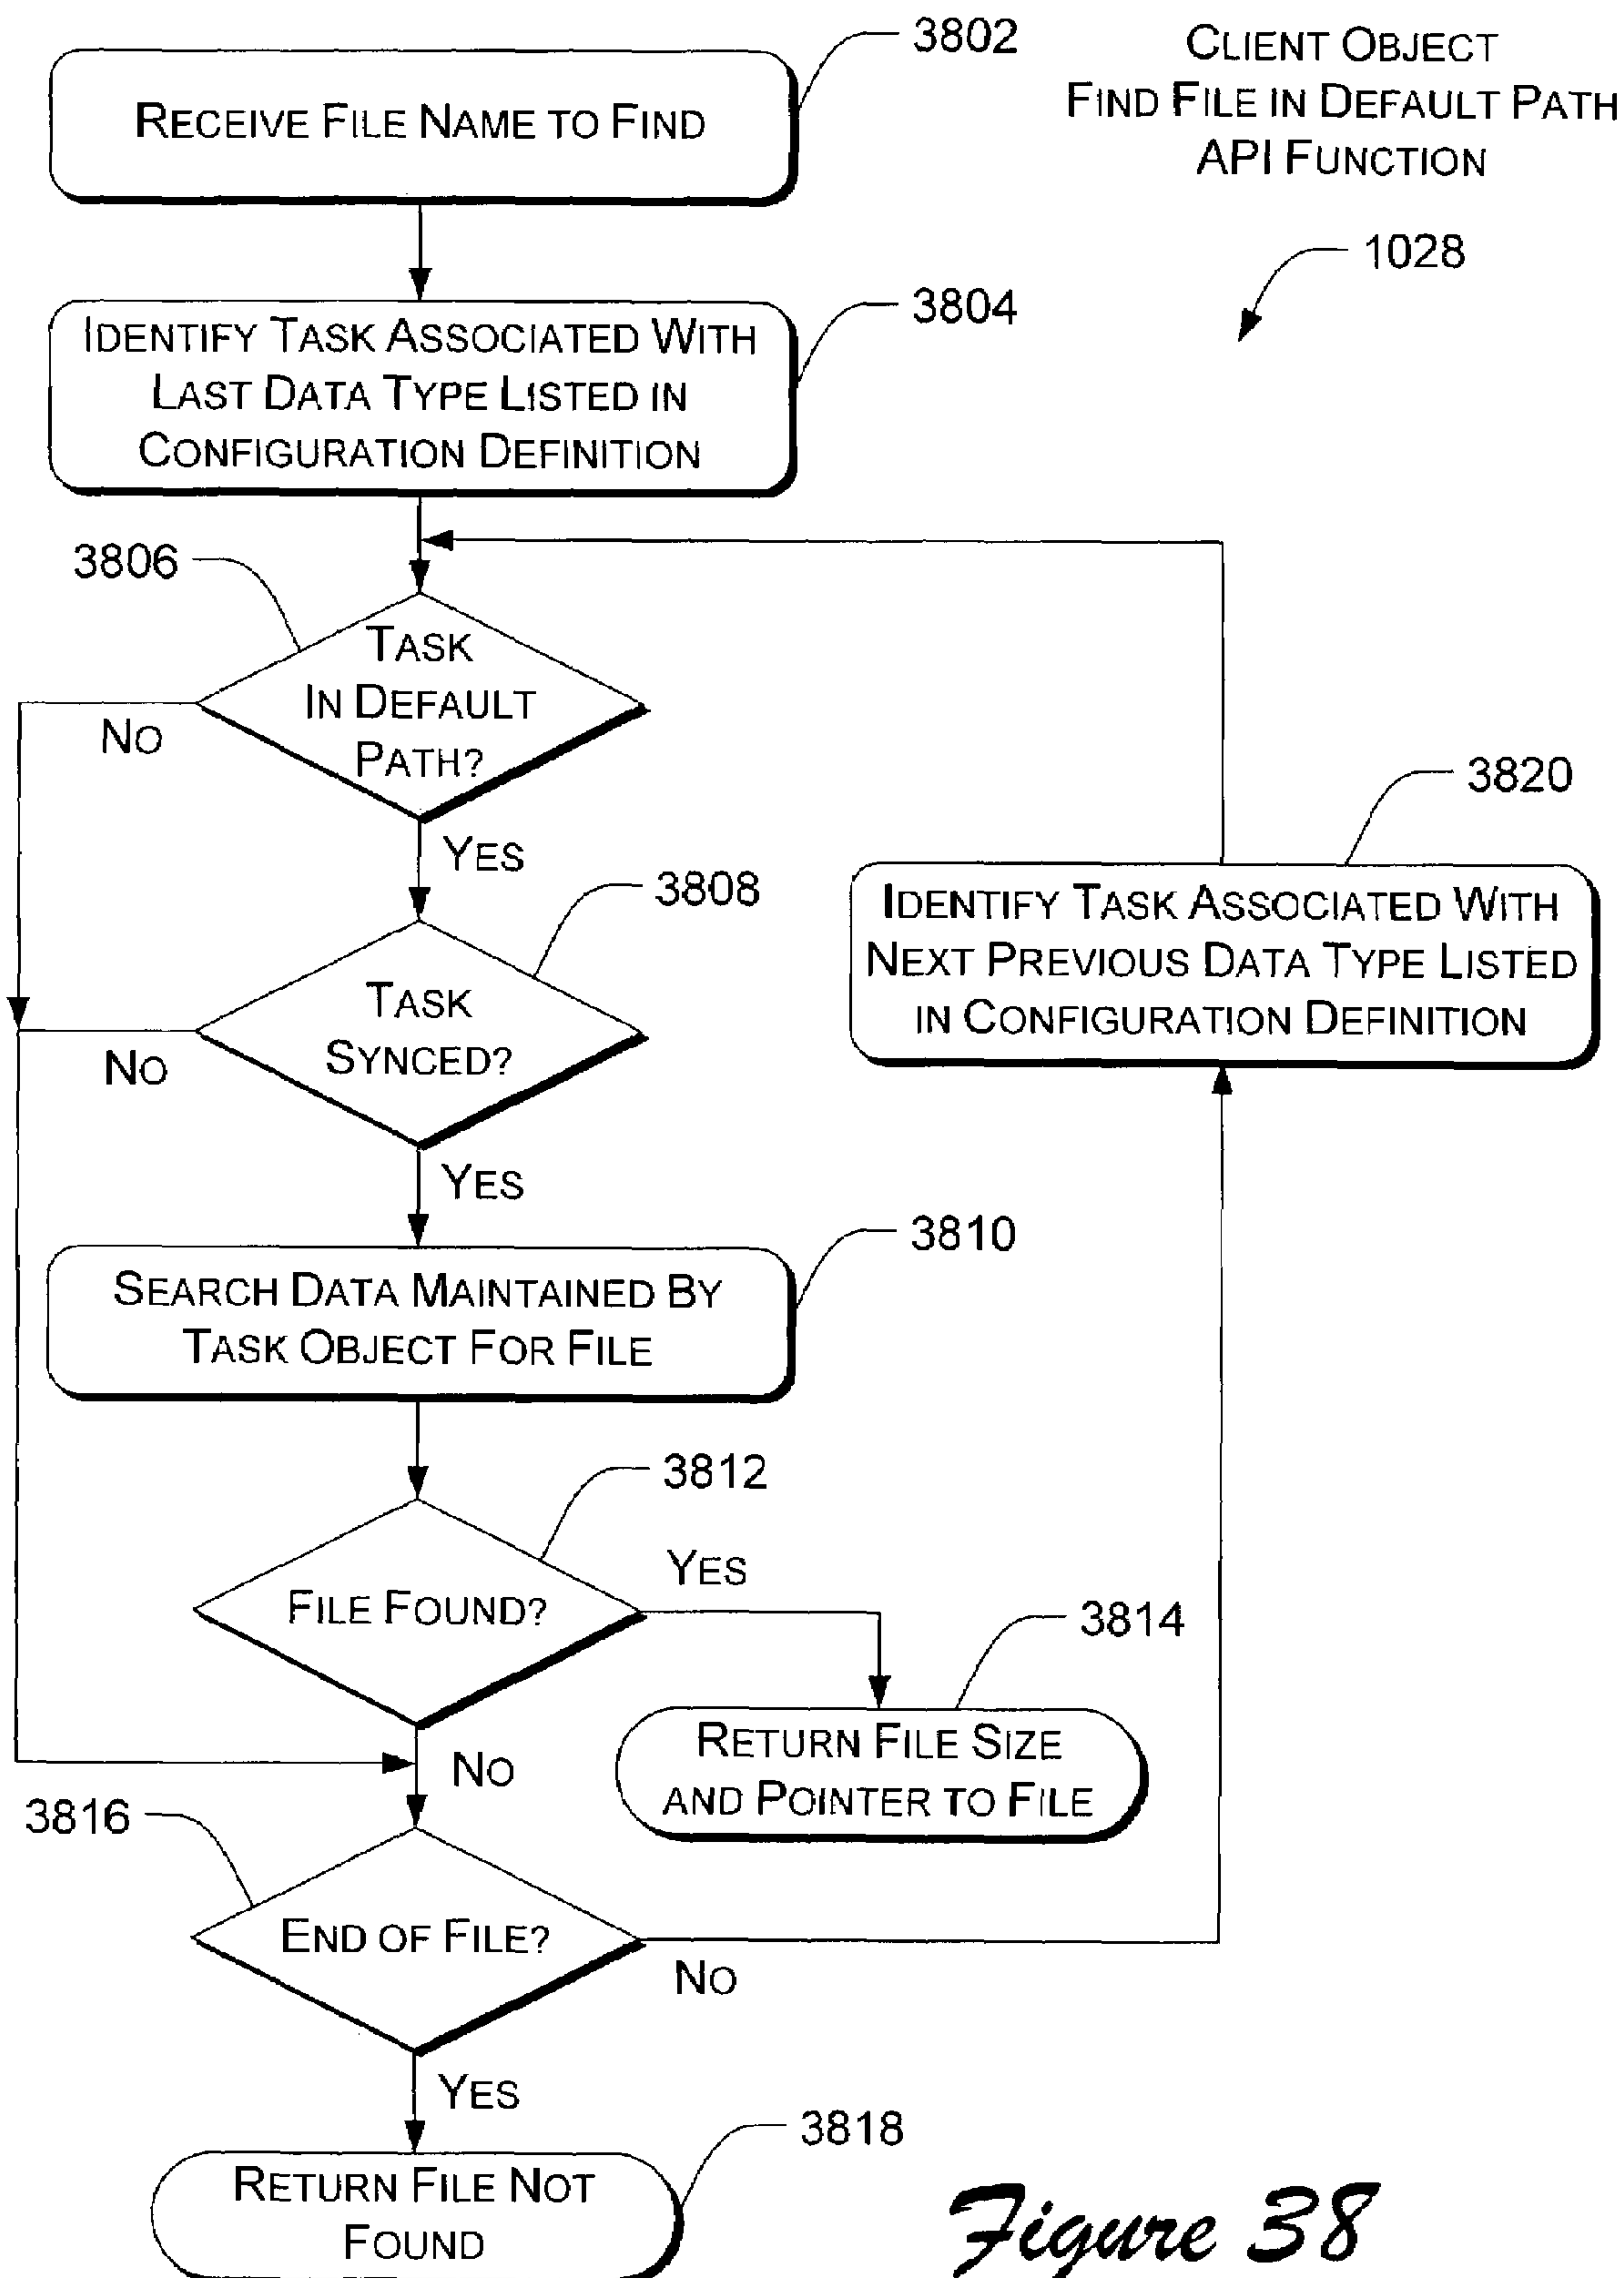 3802
CLIENT OBJECT
FIND FILE IN DEFAULT PATH
API FUNCTION
1028
RECEIVE FILE NAME TO FIND
3804
IDENTIFY TASK ASSOCIATED WITH
LAST DATA TYPE LISTED IN
CONFIGURATION DEFINITION
3806
TASK
IN DEFAULT
PATH?
NO
YES
3808
TASK
SYNCED?
NO
YES
3820
IDENTIFY TASK ASSOCIATED WITH
NEXT PREVIOUS DATA TYPE LISTED
IN CONFIGURATION DEFINITION
3810
SEARCH DATA MAINTAINED BY
TASK OBJECT FOR FILE
3812
FILE FOUND?
YES
NO
3814
RETURN FILE SIZE
AND POINTER TO FILE
3816
END OF FILE?
NO
YES
3818
RETURN FILE NOT
FOUND
Figure 38